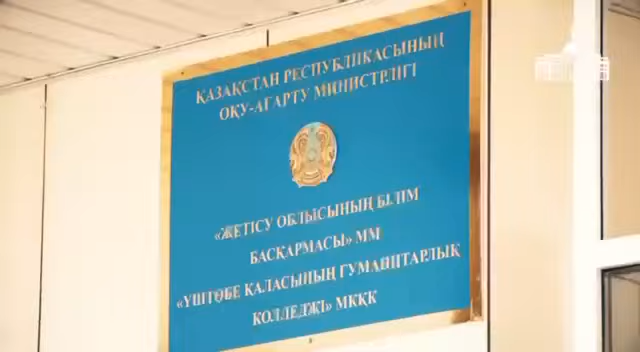 ҚАЗАҚСТАН РЕСПУБЛИКАСЫНЫҢ
ОҚУ-АҒАРТУ МИНИСТРЛІГІ
«ЖЕТІСУ ОБЛЫСЫНЫҢ БІЛІМ
БАСҚАРМАСЫ» ММ
«ҮШТӨБЕ ҚАЛАСЫНЫҢ ГУМАНИТАРЛЫҚ
КОЛЛЕДЖІ» МКҚК